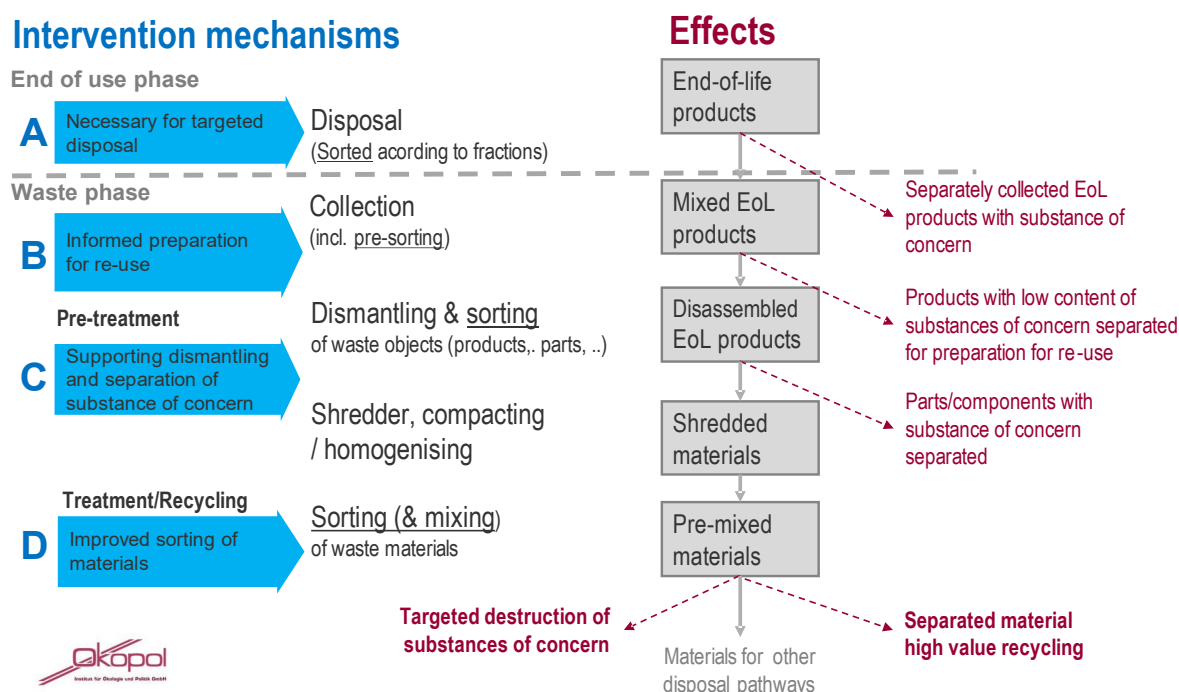 Intervention mechanisms
Effects
End of use phase
A
Necessary for targeted
disposal
Disposal
(Sorted acording to fractions)
End-of-life
products
Waste phase
B
Informed preparation
for re-use
Collection
(incl. pre-sorting)
Mixed EoL
products
Separately collected EoL
products with substance of
concern
Pre-treatment
C
Supporting dismantling
and separation of
substance of concern
Dismantling & sorting
of waste objects (products,. parts, ..)
Disassembled
EoL products
Products with low content of
substances of concern separated
for preparation for re-use
Shredder, compacting
/ homogenising
Shredded
materials
Parts/components with
substance of concern
separated
Treatment/Recycling
D
Improved sorting of
materials
Sorting (& mixing)
of waste materials
Pre-mixed
materials
Targeted destruction of
substances of concern
Separated material
high value recycling
Materials for other
disposal pathways
Ökopol
Institut für Ökologie und Politik GmbH